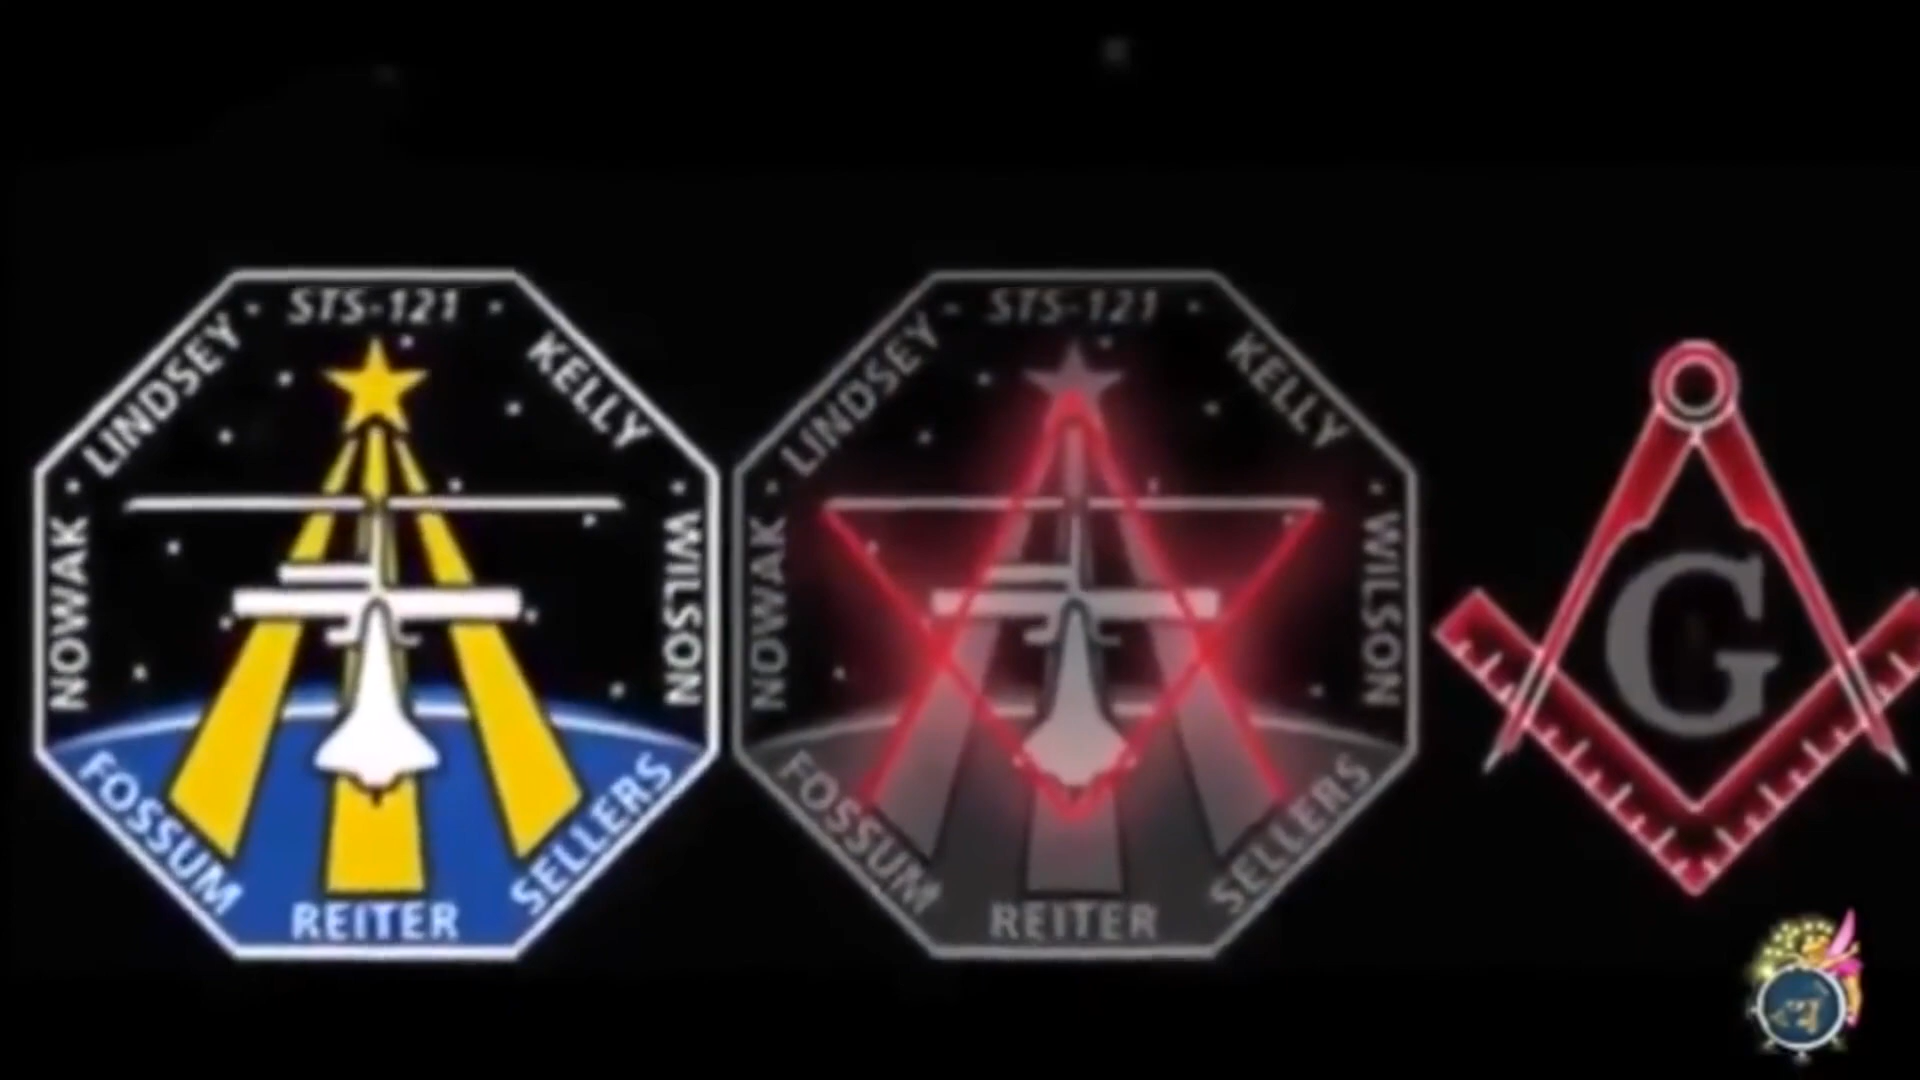 STS-121
LINDSEY
KELLY
NOWAK
WILSON
FOSSUM
SELLERS
REITER
STS-121
LINDSEY
KELLY
NOWAK
WILSON
FOSSUM
SELLERS
REITER
G